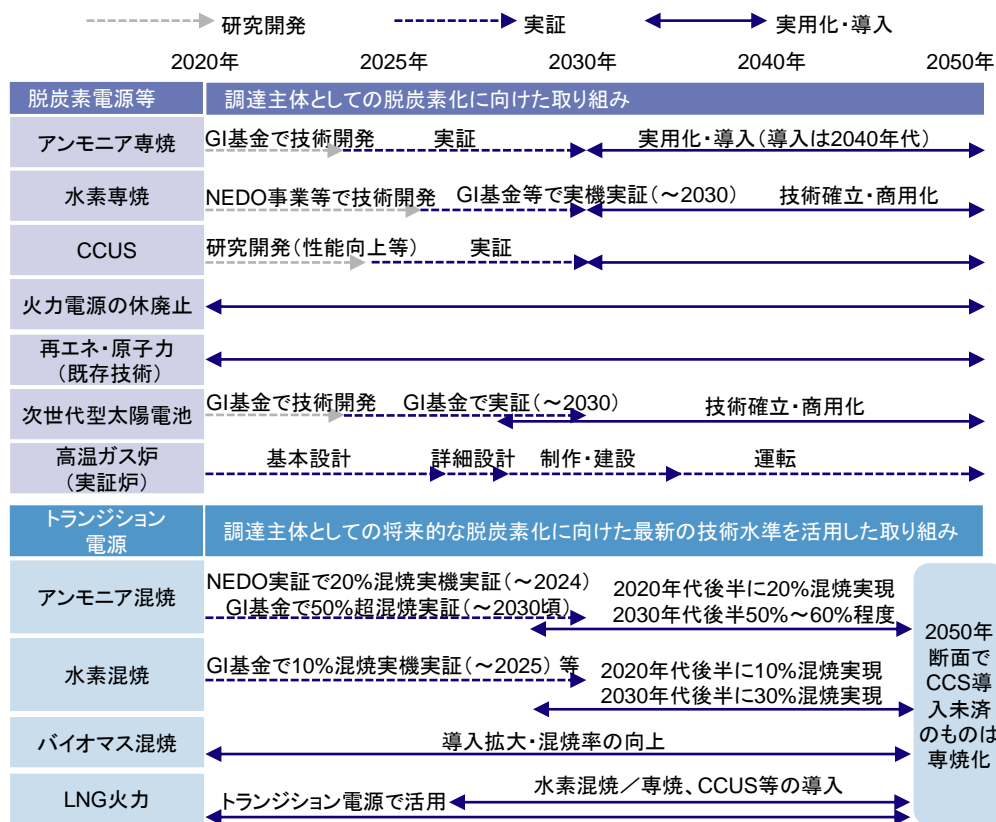 研究開発
実証
実用化・導入
2020年
2025年
2030年
2040年
2050年
脱炭素電源等
調達主体としての脱炭素化に向けた取り組み
アンモニア専焼
GI基金で技術開発
実証
実用化・導入(導入は2040年代)
水素専焼
NEDO事業等で技術開発
GI基金等で実機実証(～2030)
技術確立・商用化
CCUS
研究開発(性能向上等)
実証
火力電源の休廃止
再エネ・原子力
(既存技術)
次世代型太陽電池
GI基金で技術開発
GI基金で実証(～2030)
技術確立・商用化
高温ガス炉
(実証炉)
基本設計
詳細設計
制作・建設
運転
トランジション
電源
調達主体としての将来的な脱炭素化に向けた最新の技術水準を活用した取り組み
アンモニア混焼
NEDO実証で20%混焼実機実証(～2024)
GI基金で50%超混焼実証(～2030頃)
2020年代後半に20%混焼実現
2030年代後半50%～60%程度
水素混焼
GI基金で10%混焼実機実証(～2025) 等
2020年代後半に10%混焼実現
2030年代後半に30%混焼実現
バイオマス混焼
導入拡大・混焼率の向上
LNG火力
トランジション電源で活用
水素混焼／専焼、CCUS等の導入
2050年
断面で
CCS導
入未済
のものは
専焼化